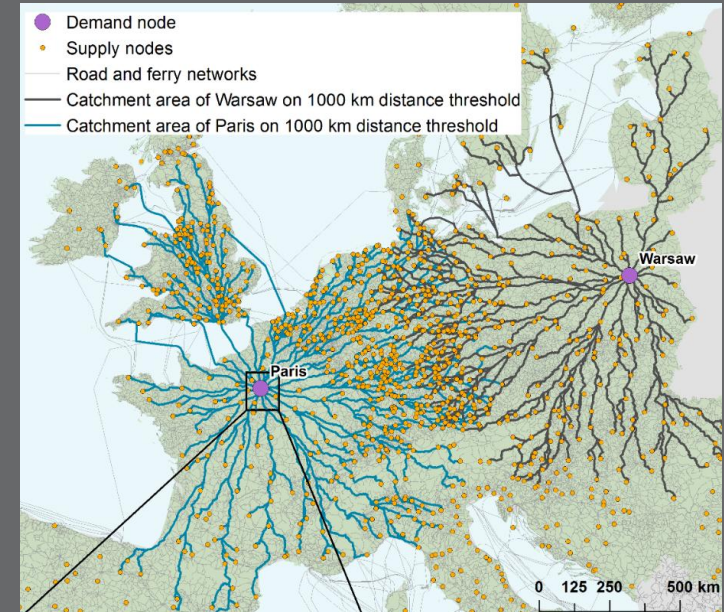 Demand node
Supply nodes
Road and ferry networks
Catchment area of Warsaw on 1000 km distance threshold
Catchment area of Paris on 1000 km distance threshold
Warsaw
Paris
0 125 250 500 km